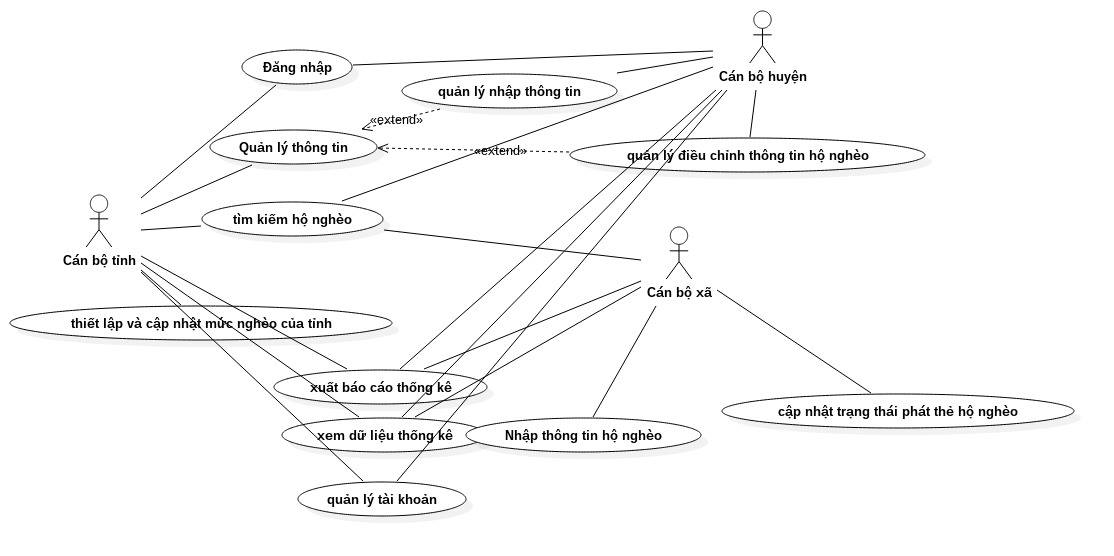 Cán bộ huyện
Đăng nhập
quản lý nhập thông tin
«extend»
Quản lý thông tin
«extend»
quản lý điều chỉnh thông tin hộ nghèo
tìm kiếm hộ nghèo
Cán bộ tỉnh
Cán bộ xã
thiết lập và cập nhật mức nghèo của tỉnh
xuất báo cáo thống kê
cập nhật trạng thái phát thẻ hộ nghèo
xem dữ liệu thống kê
Nhập thông tin hộ nghèo
quản lý tài khoản